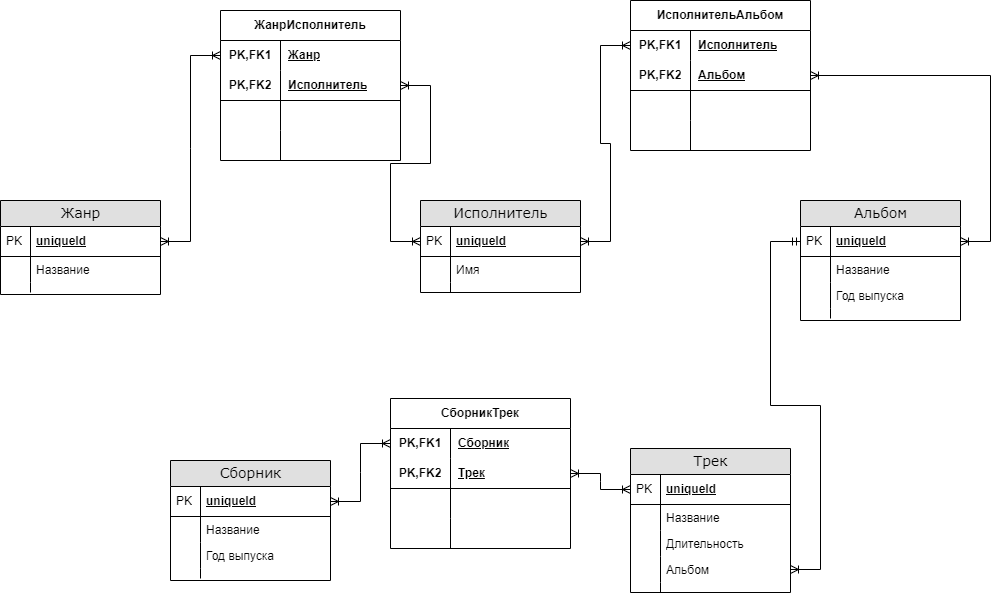 ЖанрИсполнитель
PK,FK1 Жанр
PK,FK2 Исполнитель
ИсполнительАльбом
PK,FK1 Исполнитель
PK,FK2 Альбом
Жанр
PK uniqueId
Название
Исполнитель
PK uniqueId
Имя
Альбом
PK uniqueId
Название
Год выпуска
Сборник
PK uniqueId
Название
Год выпуска
СборникТрек
PK,FK1 Сборник
PK,FK2 Трек
Трек
PK uniqueId
Название
Длительность
Альбом